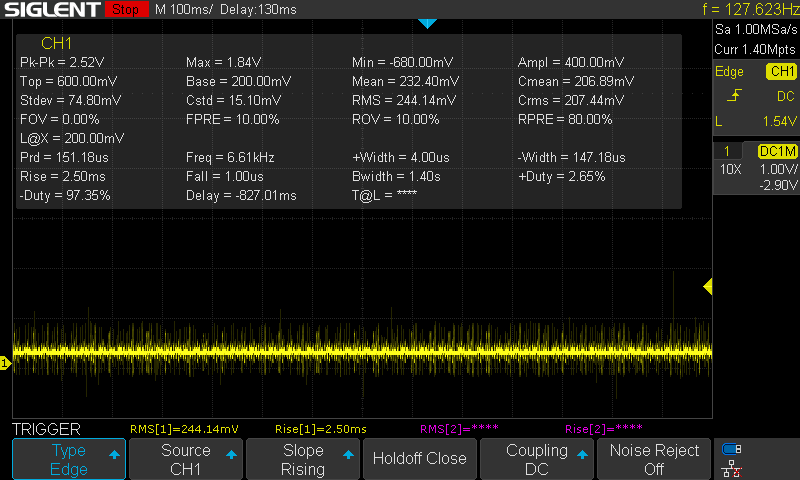 SIGLENT Stop M 100ms/ Delay:130ms f = 127.623Hz
Sa 1.00MSa/s
Curr 1.40Mpts
Edge CH1
DC
L 1.54V
1 DC1M
10X 1.00V/
-2.90V
CH1
Pk-Pk = 2.52V Max = 1.84V Min = -680.00mV Ampl = 400.00mV
Top = 600.00mV Base = 200.00mV Mean = 232.40mV Cmean = 206.89mV
Stdev = 74.80mV Cstd = 15.10mV RMS = 244.14mV Crms = 207.44mV
FOV = 0.00% FPRE = 10.00% ROV = 10.00% RPRE = 80.00%
L@X = 200.00mV
Prd = 151.18us Freq = 6.61kHz +Width = 4.00us -Width = 147.18us
Rise = 2.50ms Fall = 1.00us Bwidth = 1.40s +Duty = 2.65%
-Duty = 97.35% Delay = -827.01ms T@L = ****
1
TRIGGER RMS[1]=244.14mV Rise[1]=2.50ms RMS[2]=**** Rise[2]=****
Type Source Slope Holdoff Close Coupling Noise Reject
Edge CH1 Rising DC Off